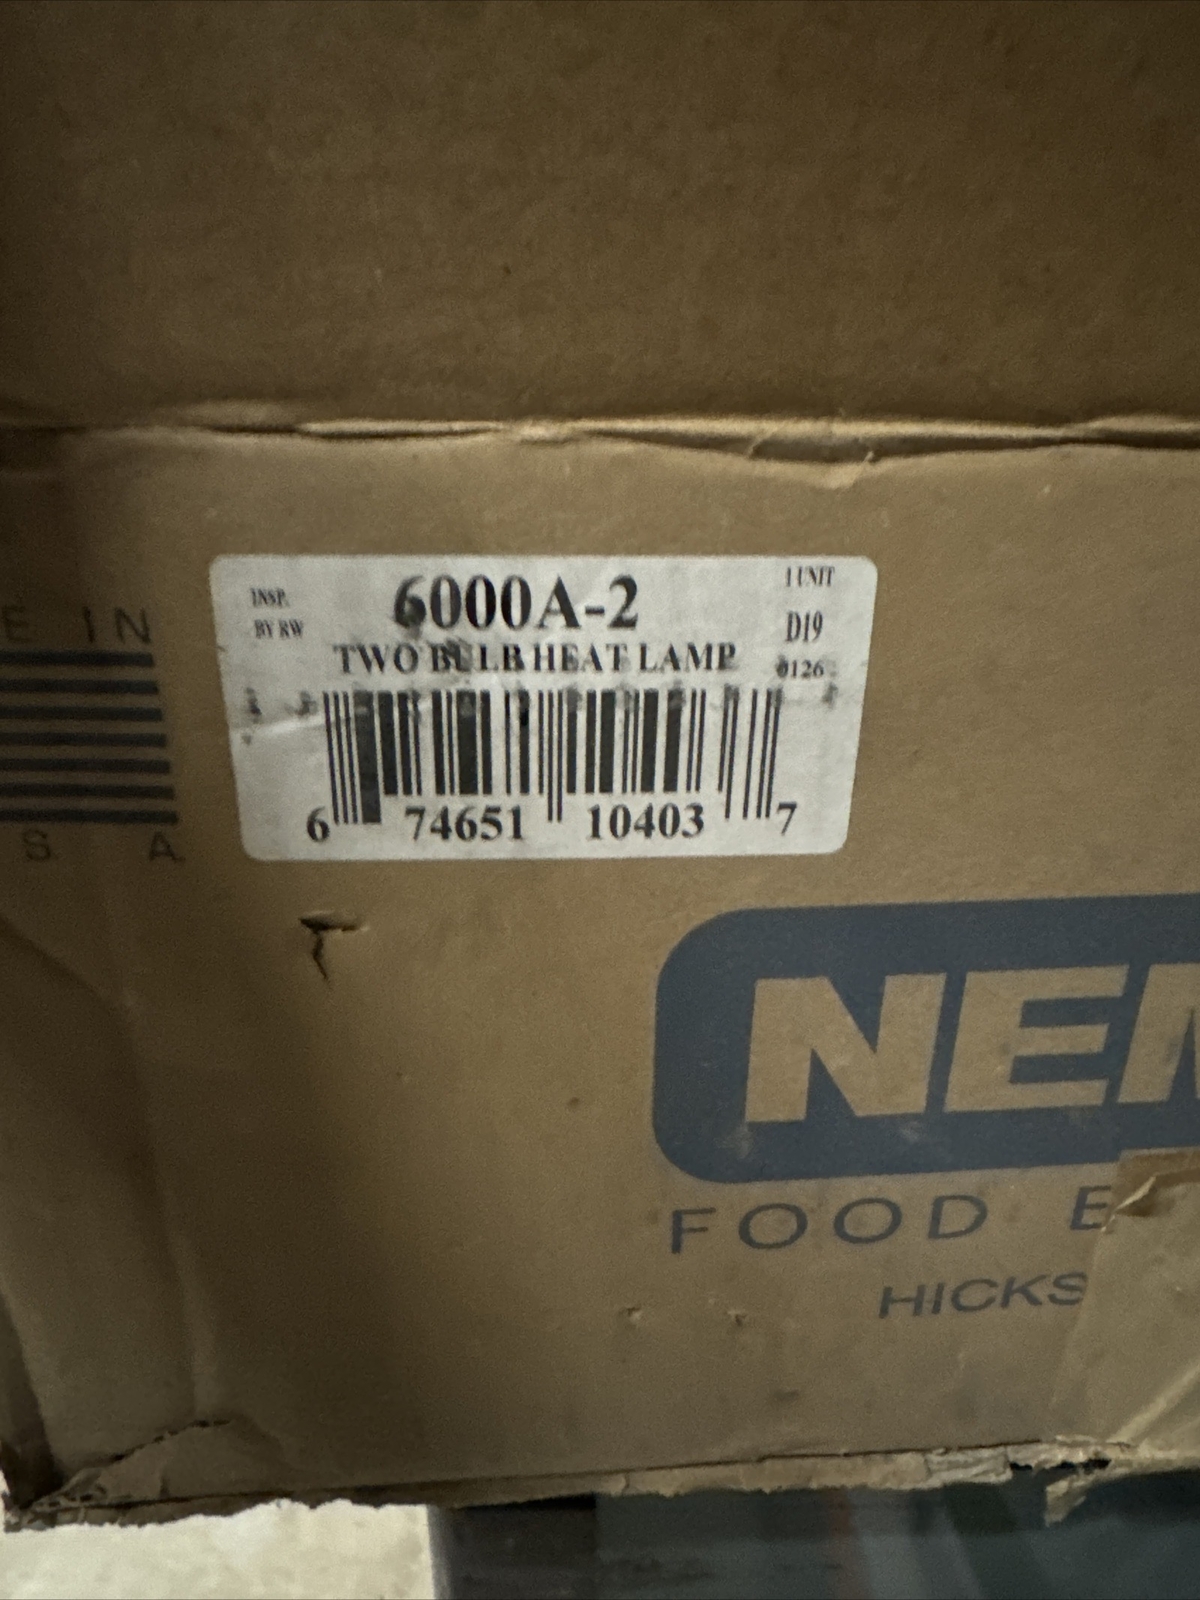 INSP.
BY RW
6000A-2
1 UNIT
D19
TWO BULB HEAT LAMP
0126
6 74651 10403 7
E IN
S A
NEM
FOOD E
HICKS